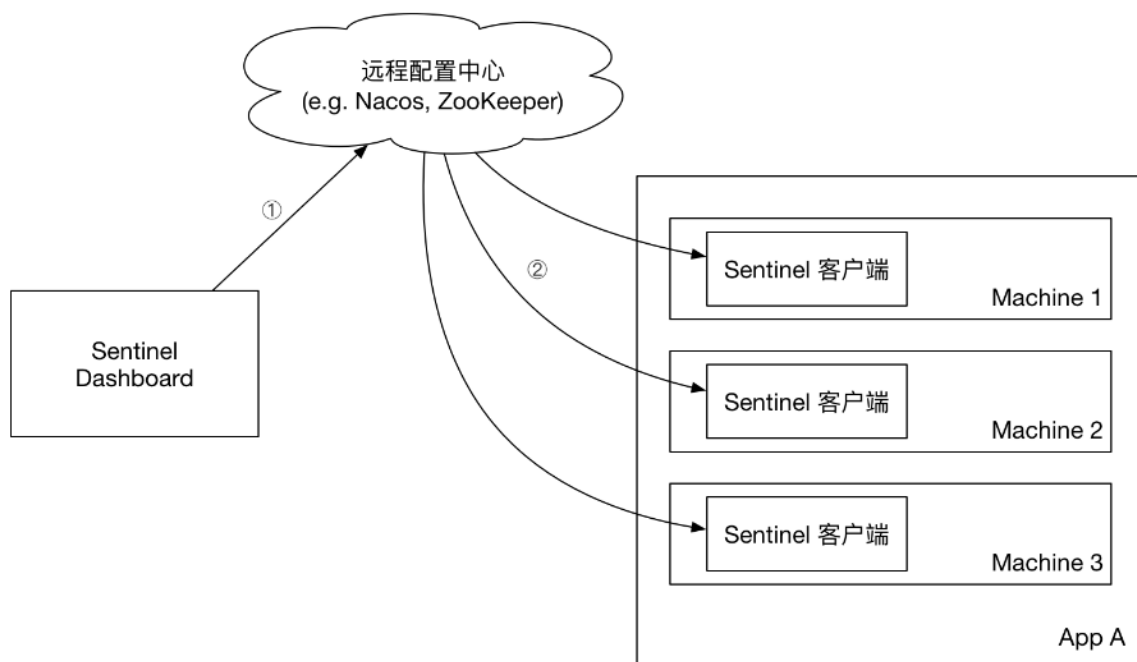 远程配置中心
(e.g. Nacos, ZooKeeper)
①
②
Sentinel
Dashboard
Sentinel 客户端
Machine 1
Sentinel 客户端
Machine 2
Sentinel 客户端
Machine 3
App A